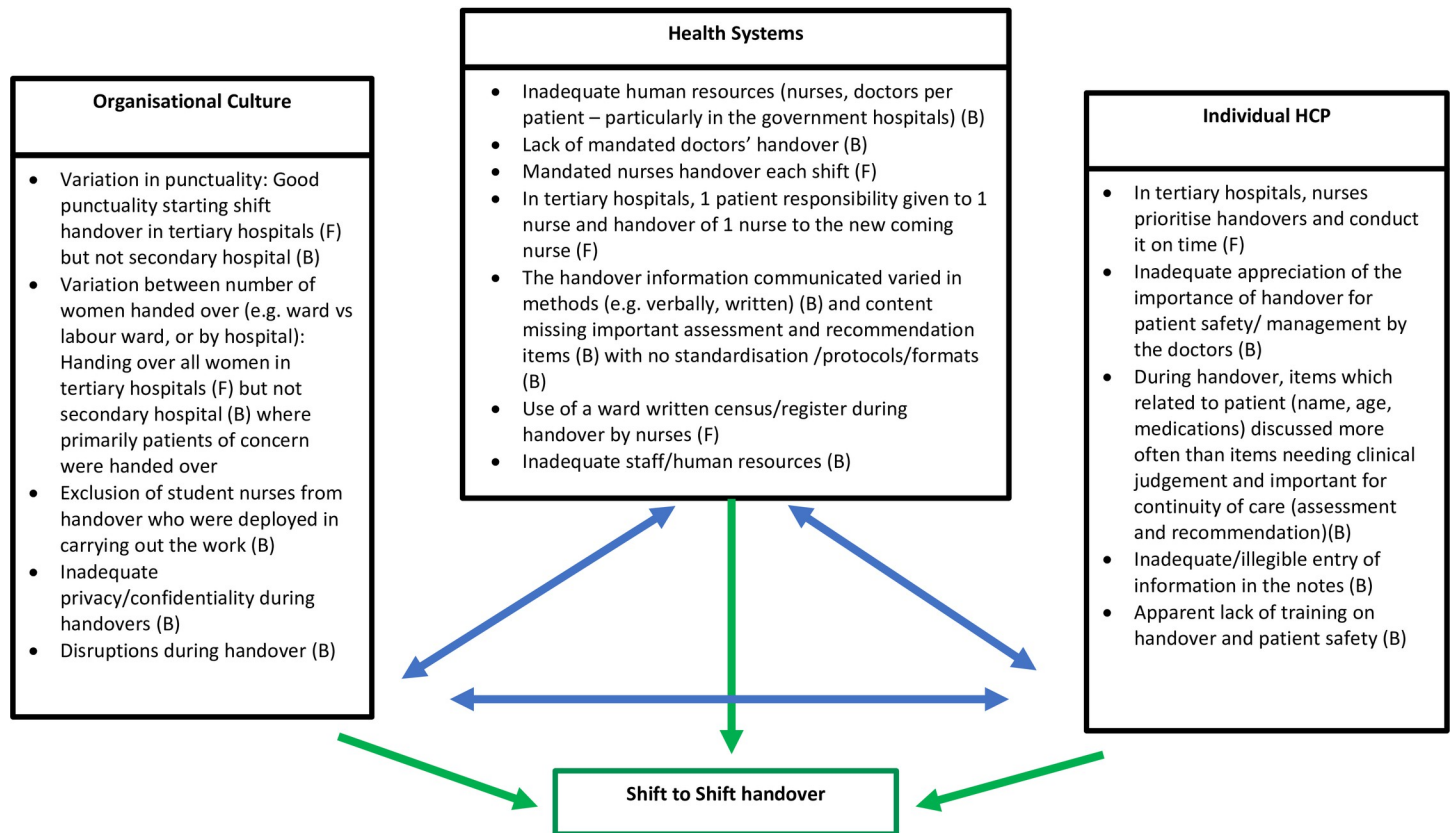 Organisational Culture
• Variation in punctuality: Good
punctuality starting shift
handover in tertiary hospitals (F)
but not secondary hospital (B)
• Variation between number of
women handed over (e.g. ward vs
labour ward, or by hospital):
Handing over all women in
tertiary hospitals (F) but not
secondary hospital (B) where
primarily patients of concern
were handed over
• Exclusion of student nurses from
handover who were deployed in
carrying out the work (B)
• Inadequate
privacy/confidentiality during
handovers (B)
• Disruptions during handover (B)
Health Systems
• Inadequate human resources (nurses, doctors per
patient – particularly in the government hospitals) (B)
• Lack of mandated doctors’ handover (B)
• Mandated nurses handover each shift (F)
• In tertiary hospitals, 1 patient responsibility given to 1
nurse and handover of 1 nurse to the new coming
nurse (F)
• The handover information communicated varied in
methods (e.g. verbally, written) (B) and content
missing important assessment and recommendation
items (B) with no standardisation /protocols/formats
(B)
• Use of a ward written census/register during
handover by nurses (F)
• Inadequate staff/human resources (B)
Individual HCP
• In tertiary hospitals, nurses
prioritise handovers and conduct
it on time (F)
• Inadequate appreciation of the
importance of handover for
patient safety/ management by
the doctors (B)
• During handover, items which
related to patient (name, age,
medications) discussed more
often than items needing clinical
judgement and important for
continuity of care (assessment
and recommendation)(B)
• Inadequate/illegible entry of
information in the notes (B)
• Apparent lack of training on
handover and patient safety (B)
Shift to Shift handover